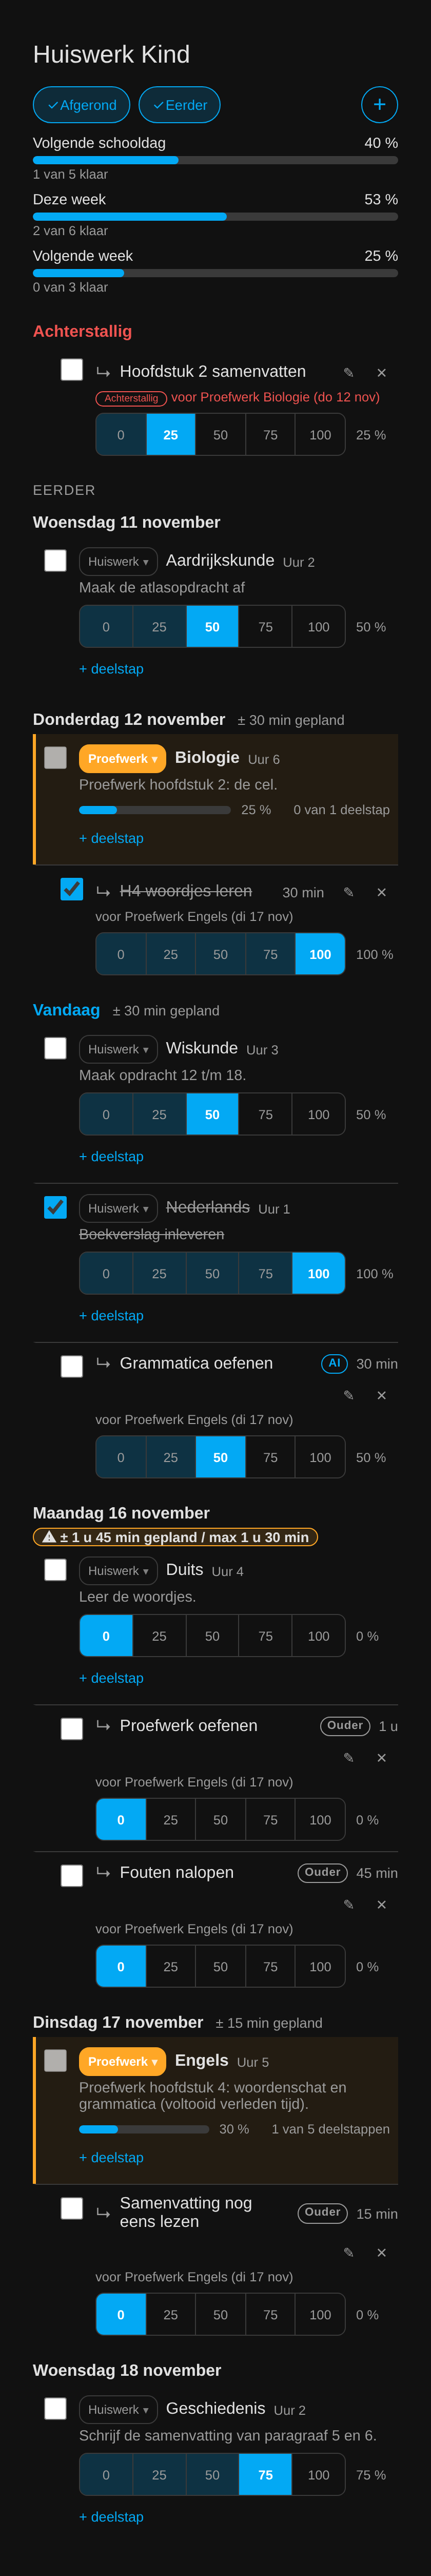 Huiswerk Kind
✓Afgerond ✓Eerder +
Volgende schooldag 40 %
1 van 5 klaar
Deze week 53 %
2 van 6 klaar
Volgende week 25 %
0 van 3 klaar
Achterstallig
↳ Hoofdstuk 2 samenvatten ✎ ✕
Achterstallig voor Proefwerk Biologie (do 12 nov)
0 25 50 75 100 25 %
EERDER
Woensdag 11 november
Huiswerk ▾ Aardrijkskunde Uur 2
Maak de atlasopdracht af
0 25 50 75 100 50 %
+ deelstap
Donderdag 12 november ± 30 min gepland
Proefwerk ▾ Biologie Uur 6
Proefwerk hoofdstuk 2: de cel.
25 % 0 van 1 deelstap
+ deelstap
↳ H4 woordjes leren 30 min ✎ ✕
voor Proefwerk Engels (di 17 nov)
0 25 50 75 100 100 %
Vandaag ± 30 min gepland
Huiswerk ▾ Wiskunde Uur 3
Maak opdracht 12 t/m 18.
0 25 50 75 100 50 %
+ deelstap
Huiswerk ▾ Nederlands Uur 1
Boekverslag inleveren
0 25 50 75 100 100 %
+ deelstap
↳ Grammatica oefenen AI 30 min
✎ ✕
voor Proefwerk Engels (di 17 nov)
0 25 50 75 100 50 %
Maandag 16 november
⚠ ± 1 u 45 min gepland / max 1 u 30 min
Huiswerk ▾ Duits Uur 4
Leer de woordjes.
0 25 50 75 100 0 %
+ deelstap
↳ Proefwerk oefenen Ouder 1 u
✎ ✕
voor Proefwerk Engels (di 17 nov)
0 25 50 75 100 0 %
↳ Fouten nalopen Ouder 45 min
✎ ✕
voor Proefwerk Engels (di 17 nov)
0 25 50 75 100 0 %
Dinsdag 17 november ± 15 min gepland
Proefwerk ▾ Engels Uur 5
Proefwerk hoofdstuk 4: woordenschat en
grammatica (voltooid verleden tijd).
30 % 1 van 5 deelstappen
+ deelstap
↳ Samenvatting nog
eens lezen Ouder 15 min
✎ ✕
voor Proefwerk Engels (di 17 nov)
0 25 50 75 100 0 %
Woensdag 18 november
Huiswerk ▾ Geschiedenis Uur 2
Schrijf de samenvatting van paragraaf 5 en 6.
0 25 50 75 100 75 %
+ deelstap